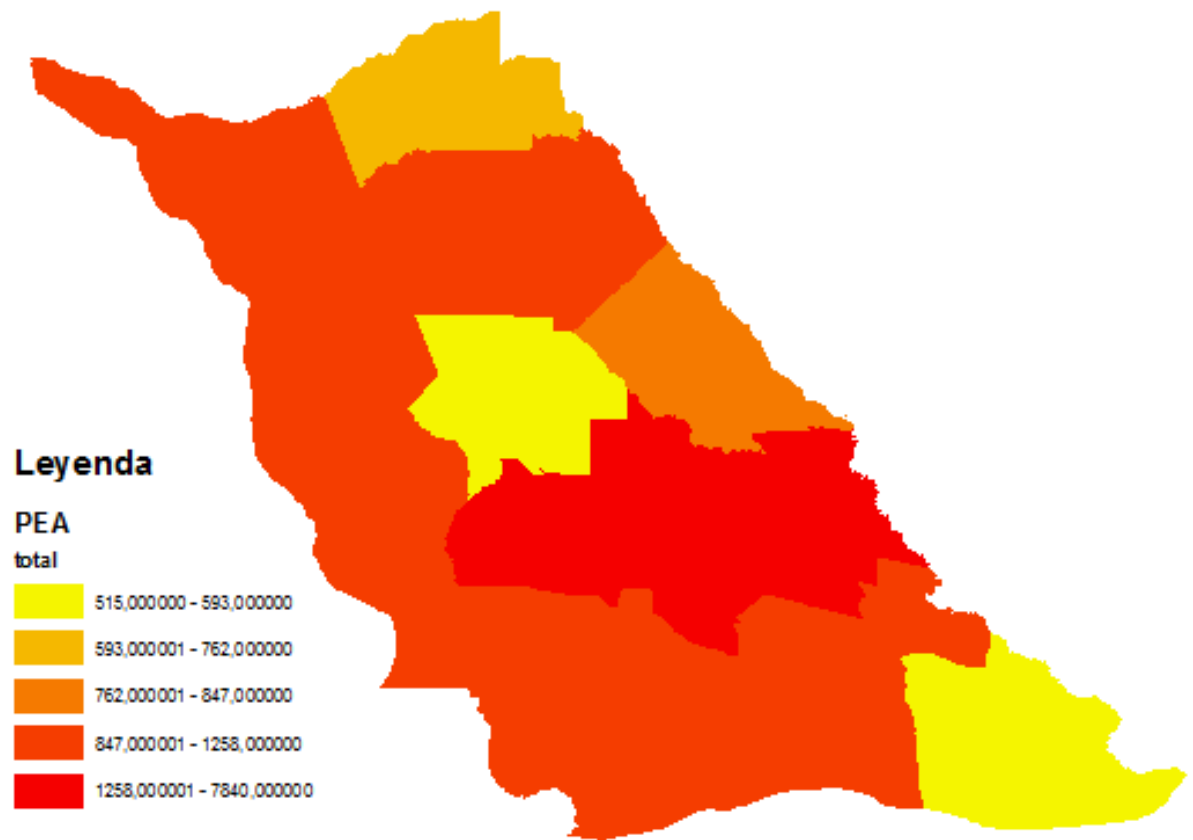 Leyenda
PEA
total
515,000000 - 593,000000
593,000001 - 762,000000
762,000001 - 847,000000
847,000001 - 1258,000000
1258,000001 - 7840,000000